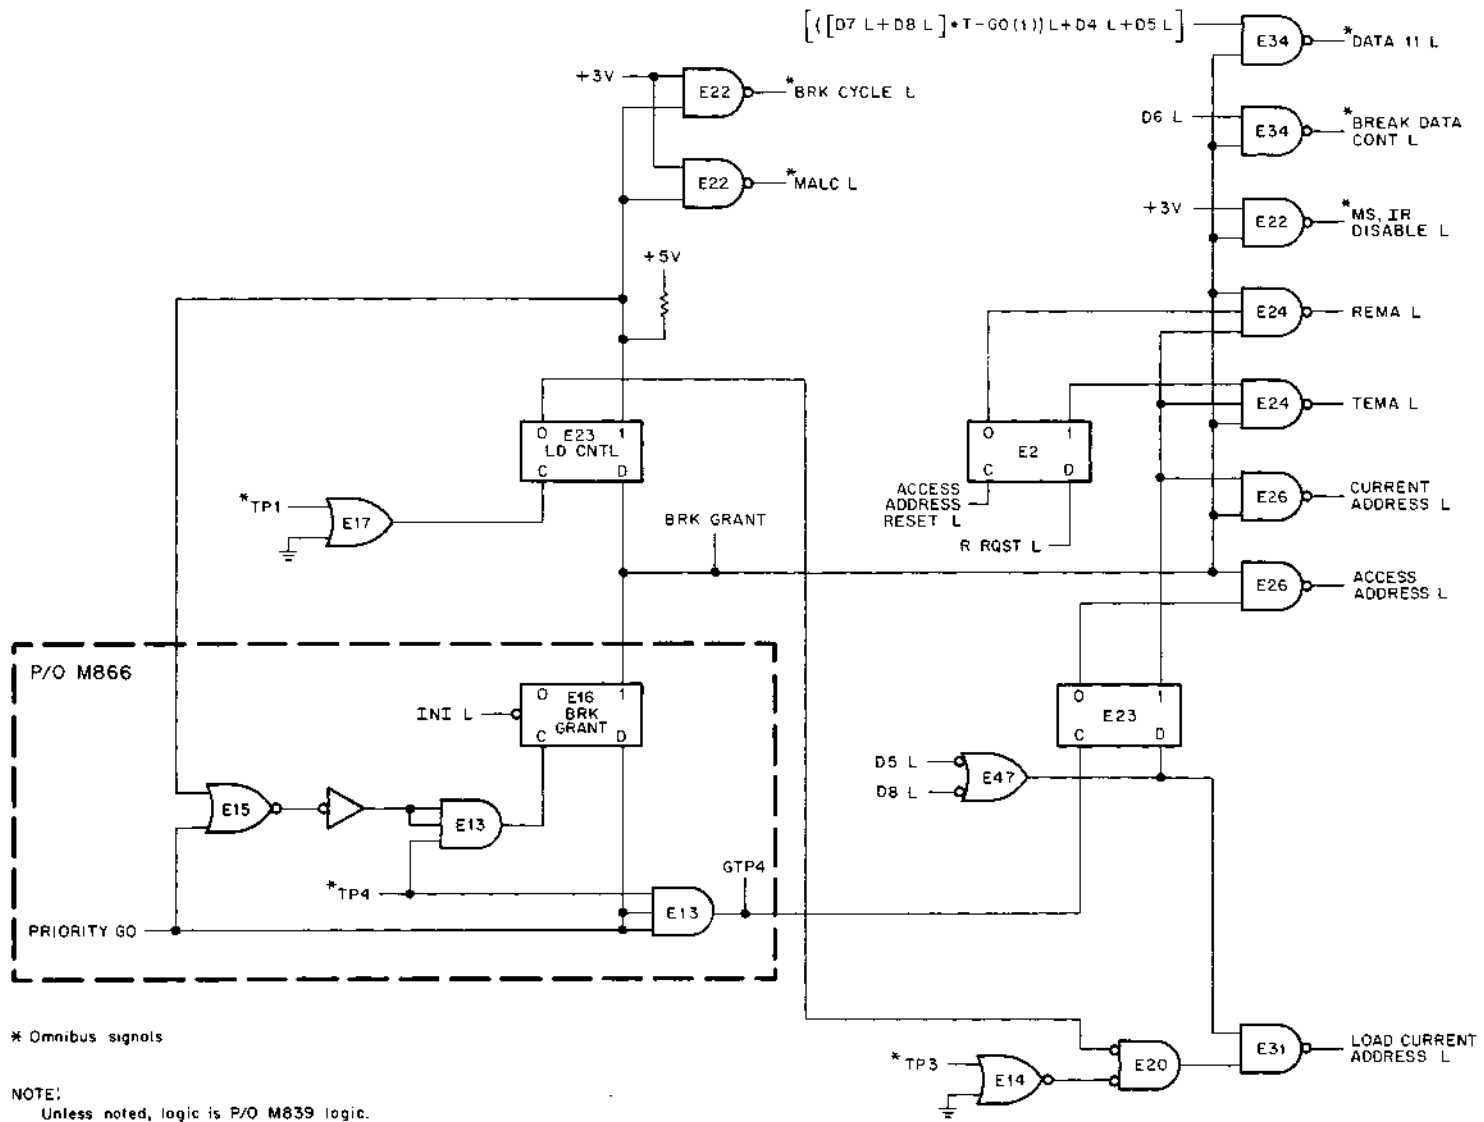 [([D7 L+D8 L]•T-GO(1))L+D4 L+D5 L]
E34
*DATA 11 L
+3V
E22
*BRK CYCLE L
D6 L
E34
*BREAK DATA
CONT L
E22
*MALC L
+3V
E22
*MS, IR
DISABLE L
+5V
E24
REMA L
E24
TEMA L
0 E23 1
LD CNTL
C D
0 1
E2
C D
*TP1
E17
ACCESS
ADDRESS
RESET L
R RQST L
E26
CURRENT
ADDRESS L
BRK GRANT
E26
ACCESS
ADDRESS L
P/O M866
INI L
0 E16 1
BRK
GRANT
C D
0 1
E23
C D
D5 L
D8 L
E47
E15
E13
*TP4
GTP4
E13
PRIORITY GO
* Omnibus signals
*TP3
E14
E20
E31
LOAD CURRENT
ADDRESS L
NOTE:
Unless noted, logic is P/O M839 logic.